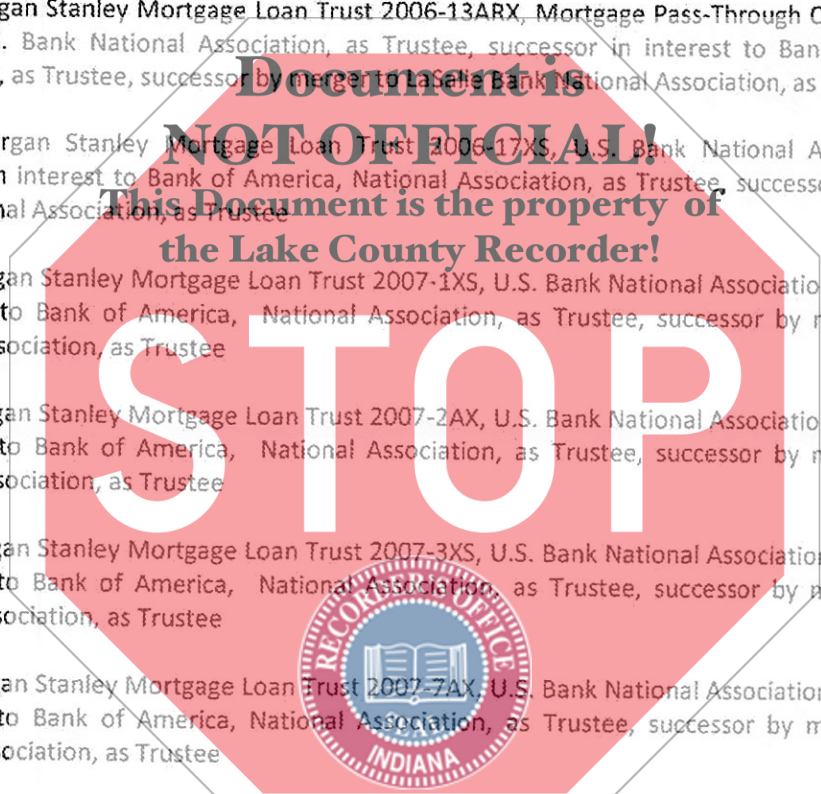 gan Stanley Mortgage Loan Trust 2006-13ARX, Mortgage Pass-Through C
. Bank National Association, as Trustee, successor in interest to Ban
, as Trustee, successor by merger to LaSalle Bank National Association, as
Document is
NOT OFFICIAL!
rgan Stanley Mortgage Loan Trust 2006-17XS, U.S. Bank National A
n interest to Bank of America, National Association, as Trustee, success
al Association, as Trustee
This Document is the property of
the Lake County Recorder!
gan Stanley Mortgage Loan Trust 2007-1XS, U.S. Bank National Associatio
to Bank of America, National Association, as Trustee, successor by m
sociation, as Trustee
STOP
gan Stanley Mortgage Loan Trust 2007-2AX, U.S. Bank National Associatio
to Bank of America, National Association, as Trustee, successor by m
sociation, as Trustee
gan Stanley Mortgage Loan Trust 2007-3XS, U.S. Bank National Association
to Bank of America, National Association, as Trustee, successor by m
sociation, as Trustee
RECORDER'S OFFICE
SEAL
INDIANA
an Stanley Mortgage Loan Trust 2007-7AX, U.S. Bank National Association
to Bank of America, National Association, as Trustee, successor by m
ociation, as Trustee